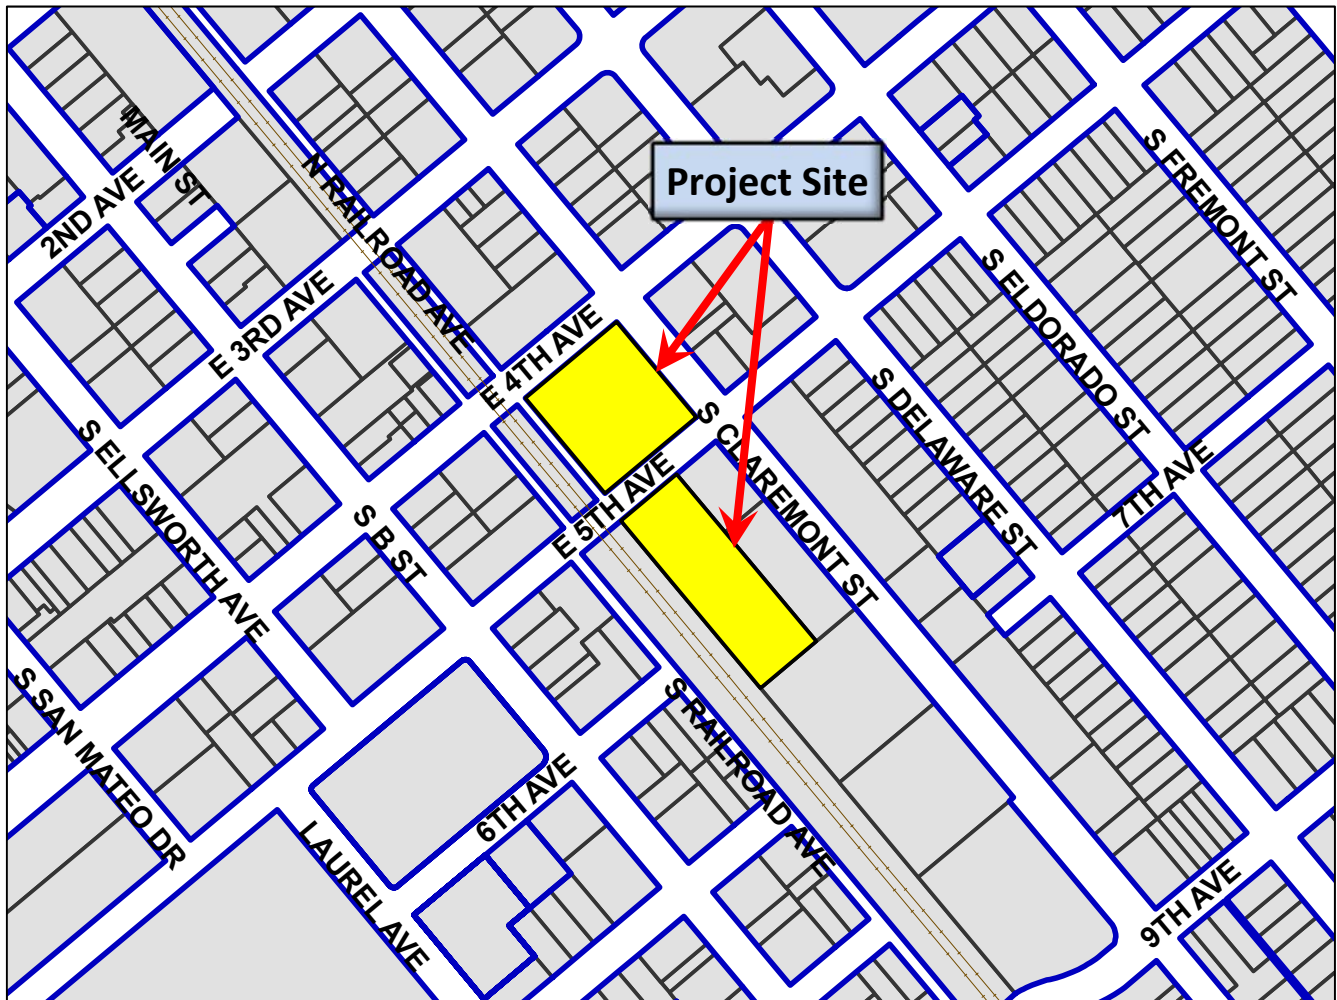 MAIN ST
2ND AVE
N RAILROAD AVE
Project Site
S FREMONT ST
E 3RD AVE
E 4TH AVE
S ELDORADO ST
S ELLSWORTH AVE
S B ST
E 5TH AVE
S CLAREMONT ST
S DELAWARE ST
7TH AVE
S SAN MATEO DR
S RAILROAD AVE
6TH AVE
LAUREL AVE
9TH AVE